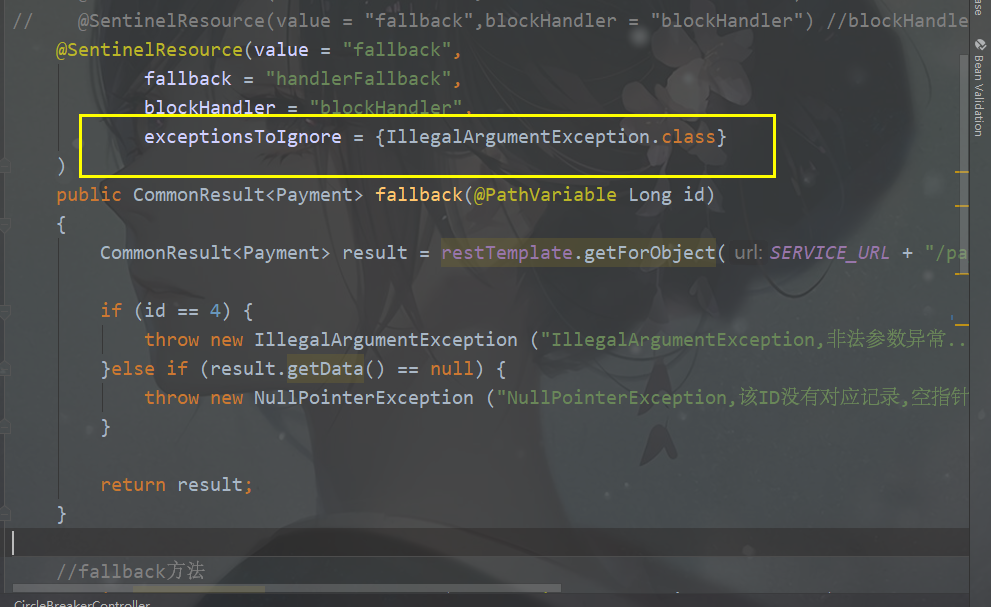 // @SentinelResource(value = "fallback",blockHandler = "blockHandler") //blockHandle
@SentinelResource(value = "fallback",
fallback = "handlerFallback",
blockHandler = "blockHandler",
exceptionsToIgnore = {IllegalArgumentException.class}
)
public CommonResult<Payment> fallback(@PathVariable Long id)
{
CommonResult<Payment> result = restTemplate.getForObject( url: SERVICE_URL + "/pa
if (id == 4) {
throw new IllegalArgumentException ("IllegalArgumentException,非法参数异常..
}else if (result.getData() == null) {
throw new NullPointerException ("NullPointerException,该ID没有对应记录,空指针
}
return result;
}
//fallback方法
CircleBreakerController
Bean Validation